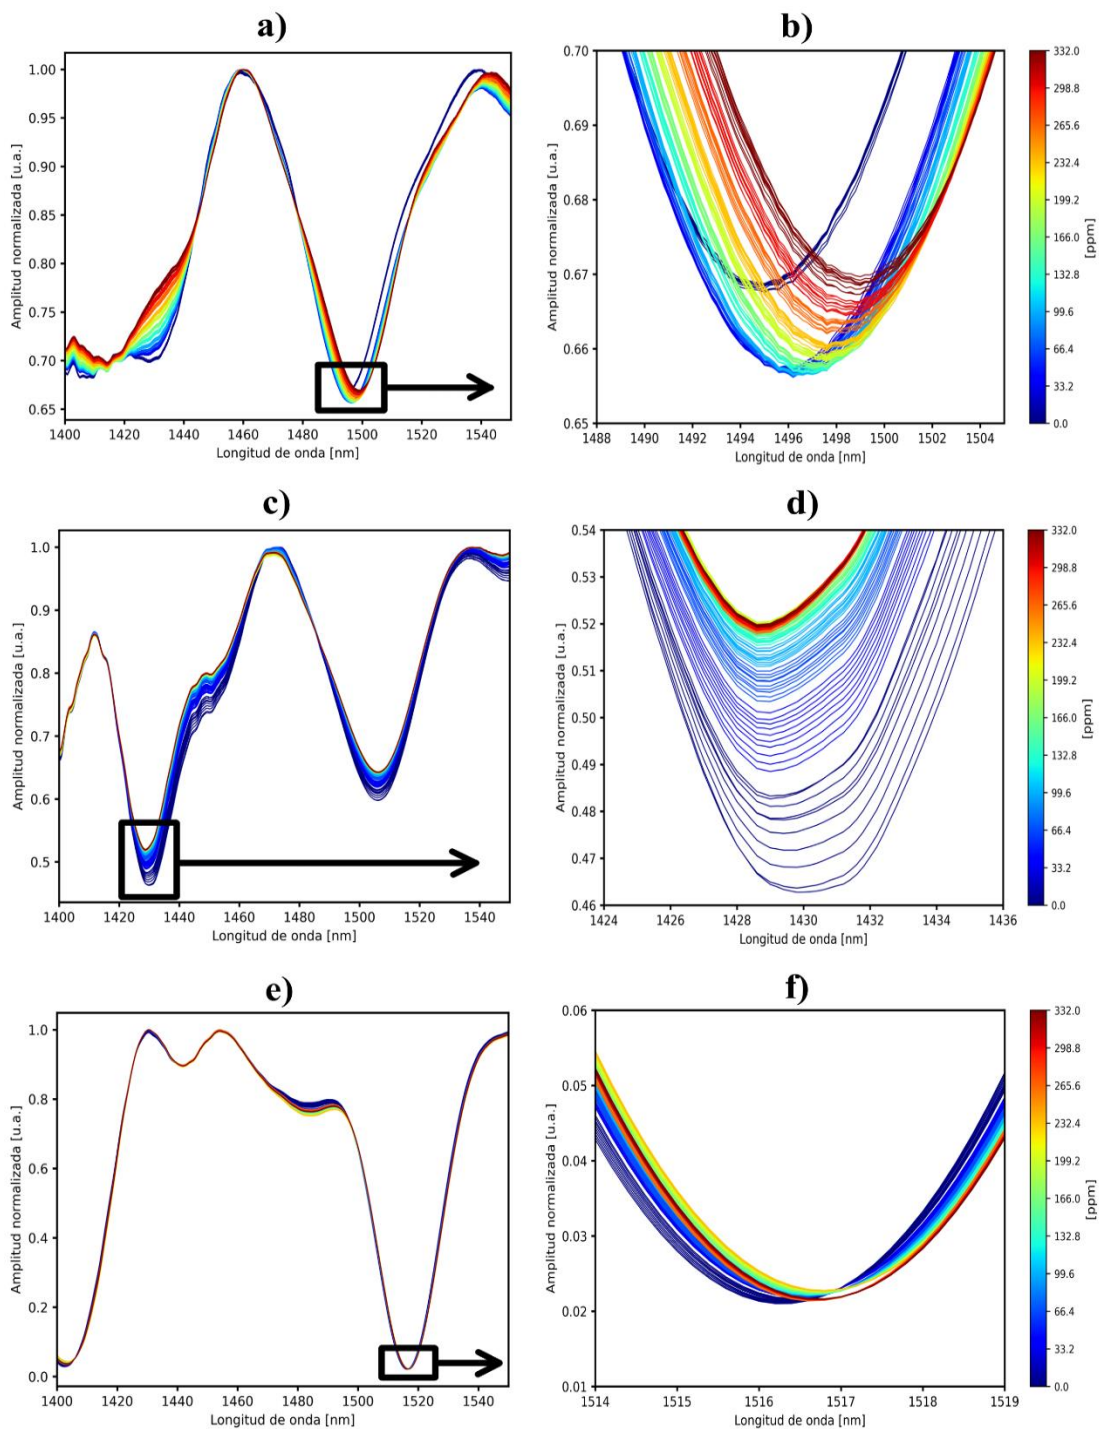 a)
b)
1.00
0.95
0.90
0.85
0.80
0.75
0.70
0.65
Amplitud normalizada [u.a.]
1400 1420 1440 1460 1480 1500 1520 1540
Longitud de onda [nm]
0.70
0.69
0.68
0.67
0.66
0.65
Amplitud normalizada [u.a.]
1488 1490 1492 1494 1496 1498 1500 1502 1504
Longitud de onda [nm]
332.0
298.8
265.6
232.4
199.2
166.0
132.8
99.6
66.4
33.2
0.0
[ppm]
c)
d)
1.0
0.9
0.8
0.7
0.6
0.5
Amplitud normalizada [u.a.]
1400 1420 1440 1460 1480 1500 1520 1540
Longitud de onda [nm]
0.54
0.53
0.52
0.51
0.50
0.49
0.48
0.47
0.46
Amplitud normalizada [u.a.]
1424 1426 1428 1430 1432 1434 1436
Longitud de onda [nm]
332.0
298.8
265.6
232.4
199.2
166.0
132.8
99.6
66.4
33.2
0.0
[ppm]
e)
f)
1.0
0.8
0.6
0.4
0.2
0.0
Amplitud normalizada [u.a.]
1400 1420 1440 1460 1480 1500 1520 1540
Longitud de onda [nm]
0.06
0.05
0.04
0.03
0.02
0.01
Amplitud normalizada [u.a.]
1514 1515 1516 1517 1518 1519
Longitud de onda [nm]
332.0
298.8
265.6
232.4
199.2
166.0
132.8
99.6
66.4
33.2
0.0
[ppm]